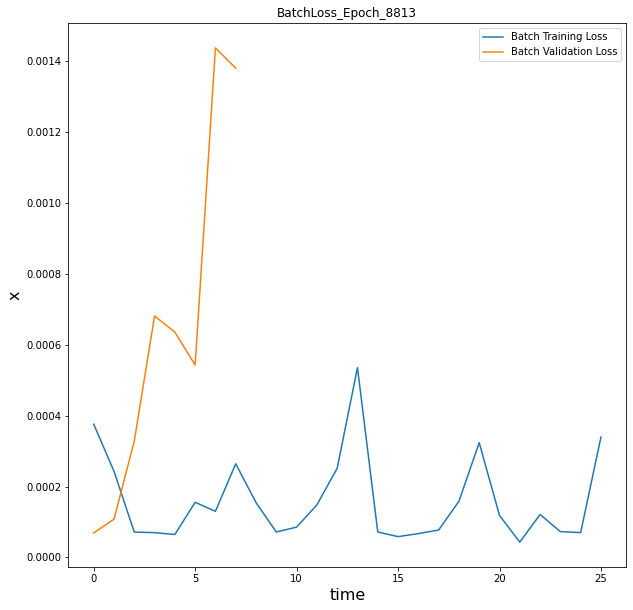 BatchLoss_Epoch_8813
Batch Training Loss
Batch Validation Loss
0.0014
0.0012
0.0010
0.0008
0.0006
0.0004
0.0002
0.0000
x
0 5 10 15 20 25
time